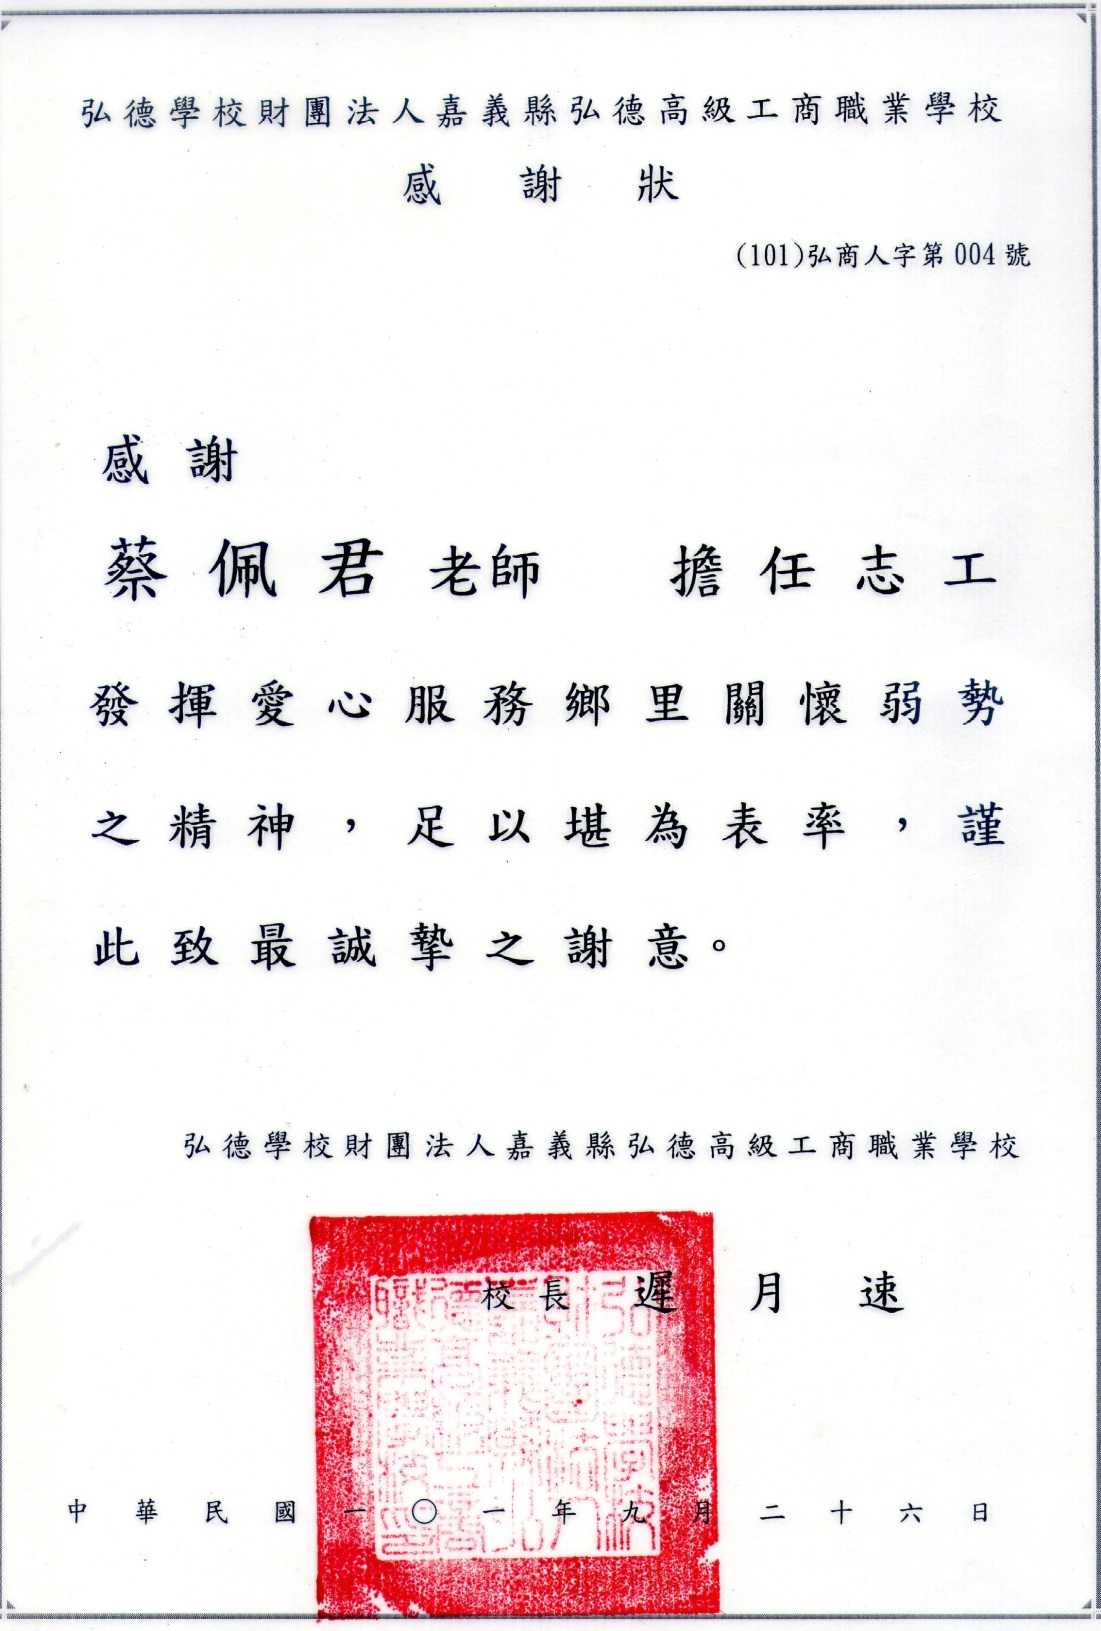 弘德學校財團法人嘉義縣弘德高級工商職業學校
感謝狀
(101)弘商人字第004號
感謝
蔡佩君老師 擔任志工
發揮愛心服務鄉里關懷弱勢
之精神，足以堪為表率，謹
此致最誠摯之謝意。
弘德學校財團法人嘉義縣弘德高級工商職業學校
校長 遲月速
中華民國一〇一年九月二十六日